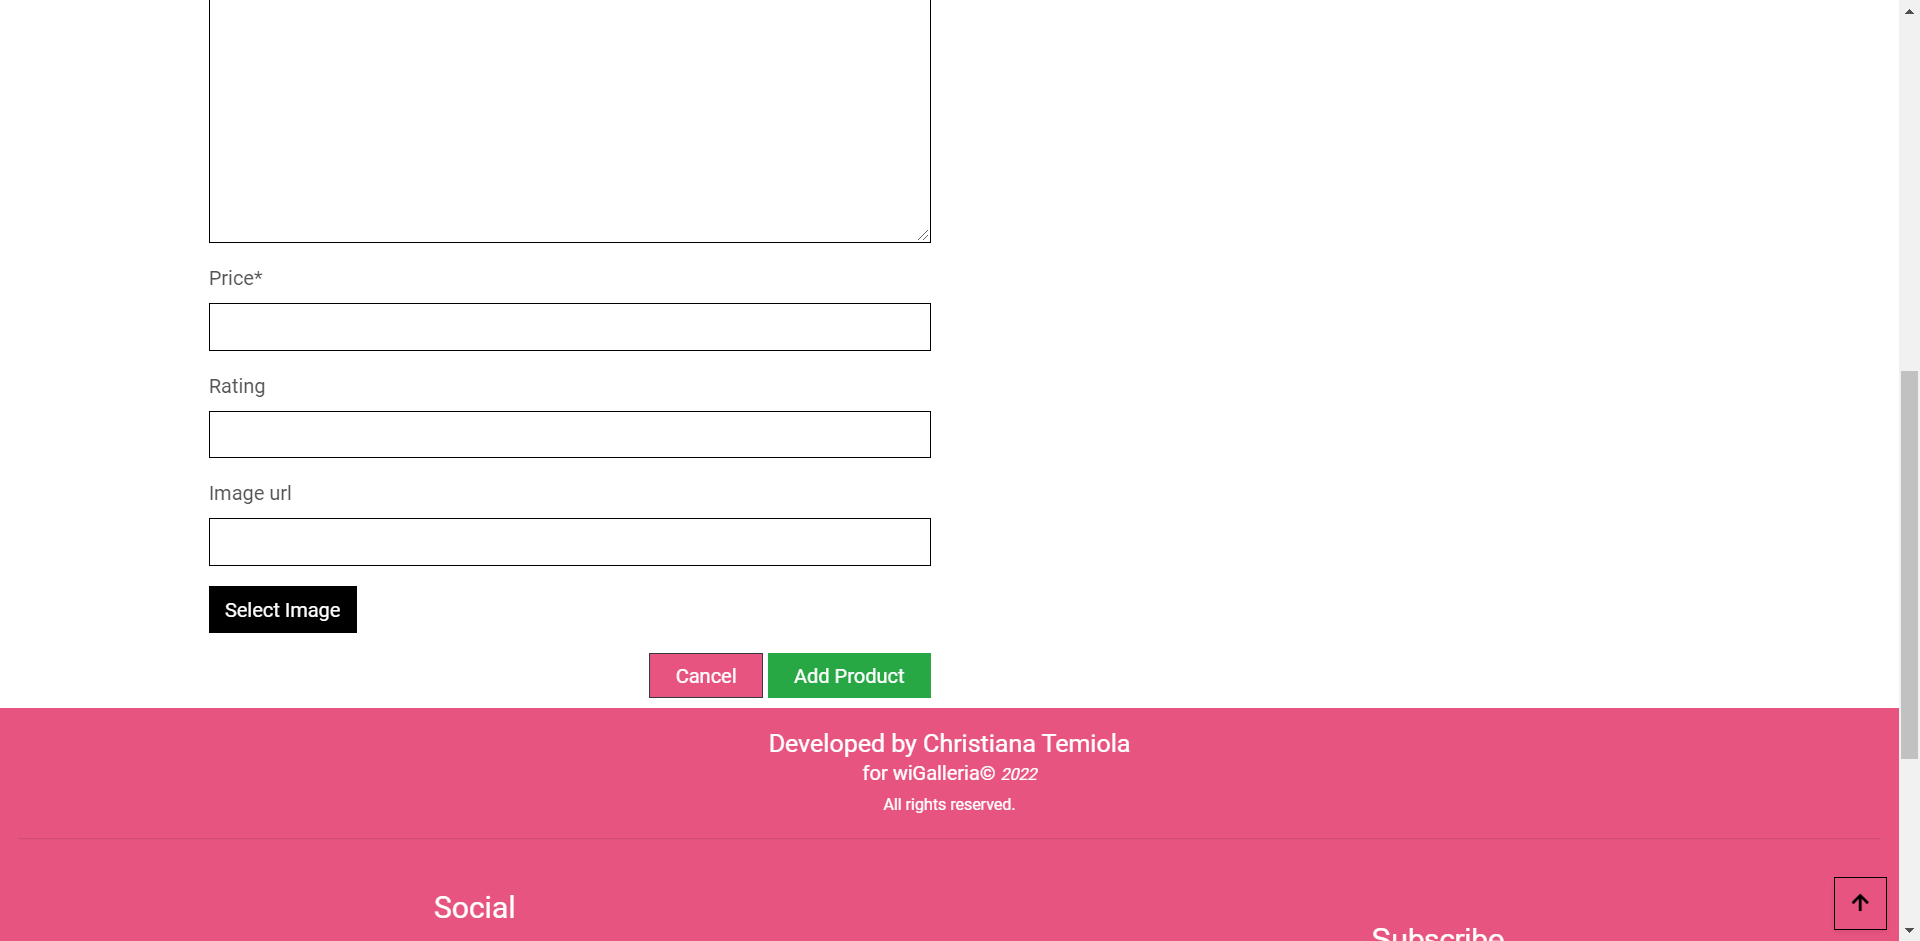 Price*
Rating
Image url
Select Image
Cancel Add Product
Developed by Christiana Temiola
for wiGalleria© 2022
All rights reserved.
Social
Subscribe